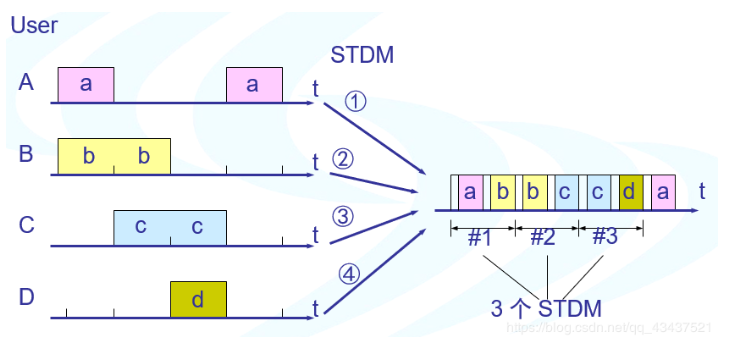 User
STDM
A a a t ①
B b b t ②
C c c t ③
D d t ④
a b b c c d a t
#1 #2 #3
3 个 STDM
https://blog.csdn.net/qq_43437521